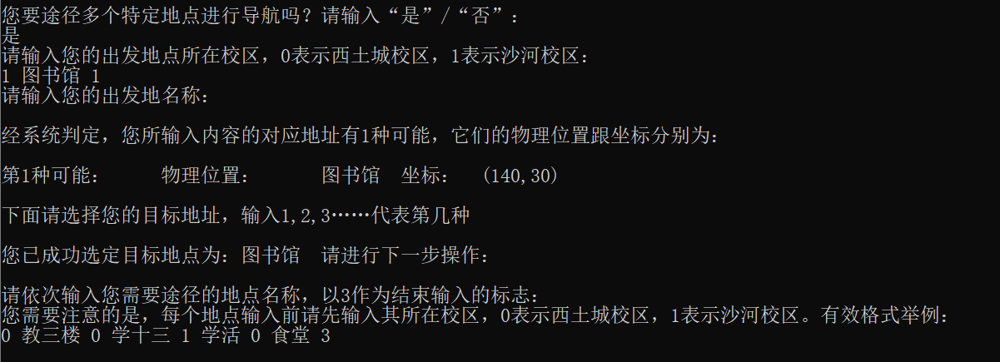 您要途径多个特定地点进行导航吗？请输入“是”/“否”：
是
请输入您的出发地点所在校区，0表示西土城校区，1表示沙河校区：
1 图书馆 1
请输入您的出发地名称：
经系统判定，您所输入内容的对应地址有1种可能，它们的物理位置跟坐标分别为：
第1种可能： 物理位置： 图书馆 坐标： (140,30)
下面请选择您的目标地址，输入1,2,3……代表第几种
您已成功选定目标地点为：图书馆 请进行下一步操作：
请依次输入您需要途径的地点名称，以3作为结束输入的标志：
您需要注意的是，每个地点输入前请先输入其所在校区，0表示西土城校区，1表示沙河校区。有效格式举例：
0 教三楼 0 学十三 1 学活 0 食堂 3